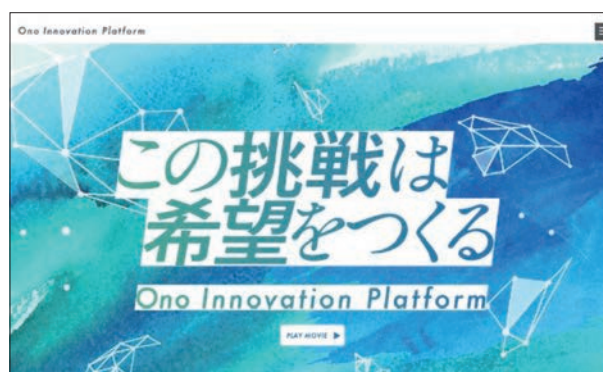 Ono Innovation Platform
この挑戦は
希望をつくる
Ono Innovation Platform
PLAY MOVIE